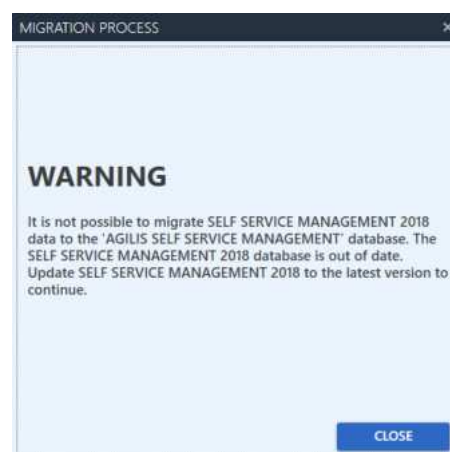 MIGRATION PROCESS
WARNING
It is not possible to migrate SELF SERVICE MANAGEMENT 2018
data to the 'AGILIS SELF SERVICE MANAGEMENT' database. The
SELF SERVICE MANAGEMENT 2018 database is out of date.
Update SELF SERVICE MANAGEMENT 2018 to the latest version to
continue.
CLOSE